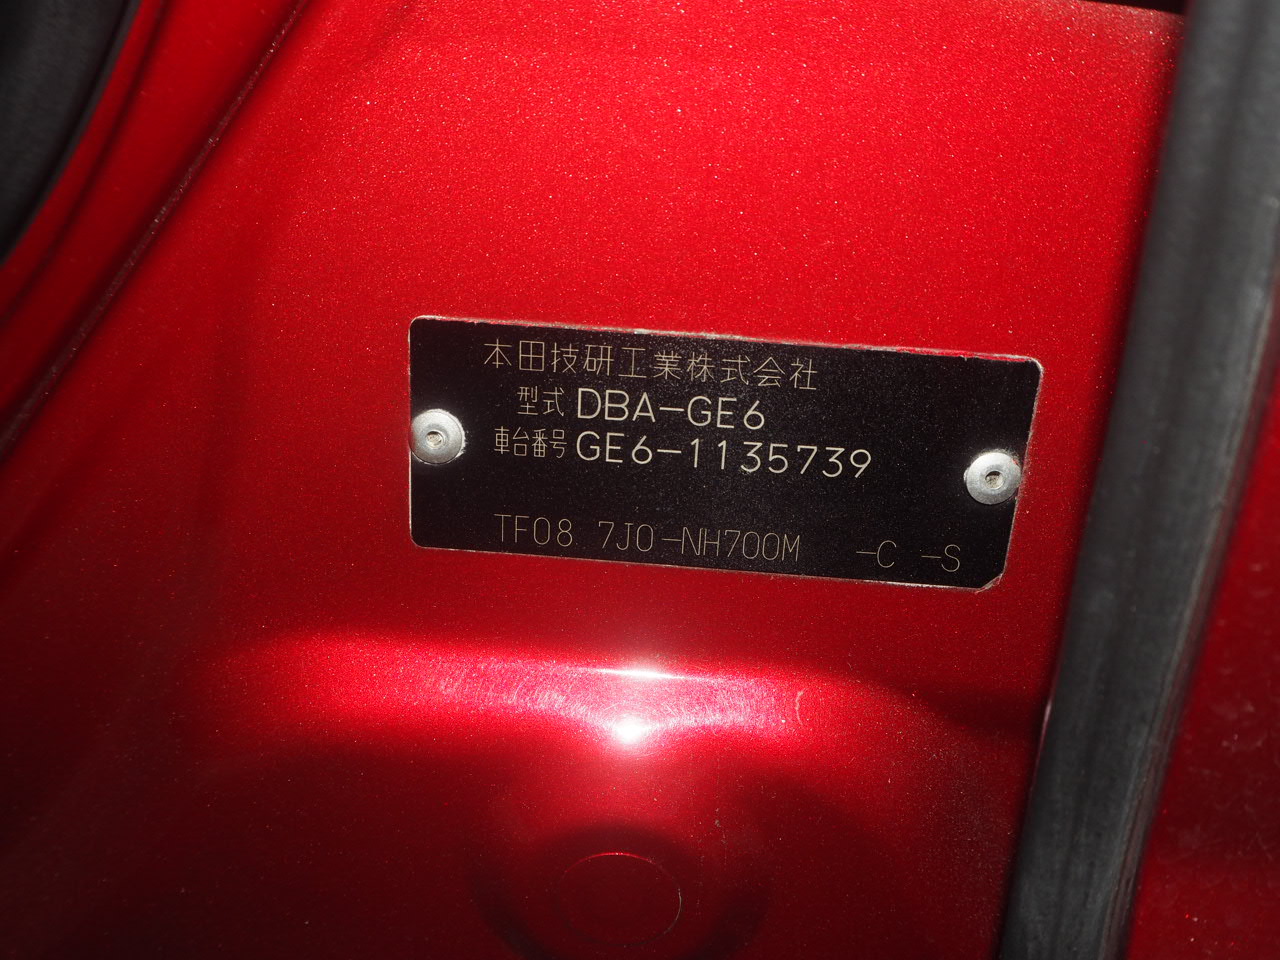 本田技研工業株式会社
型式 DBA-GE6
車台番号 GE6-1135739
TF08 7J0-NH700M -C -S